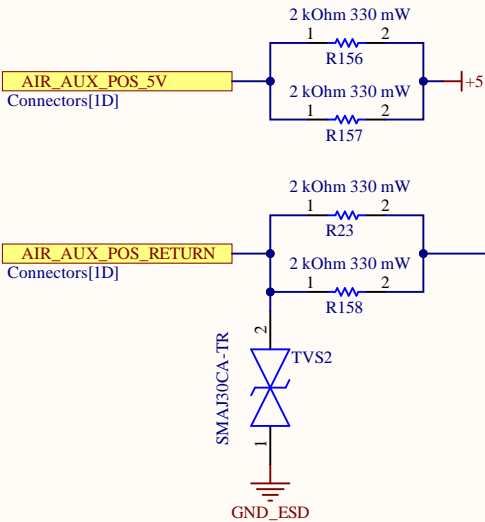 2 kOhm 330 mW
1 2
R156
AIR_AUX_POS_5V
Connectors[1D]
+5
2 kOhm 330 mW
1 2
R157
2 kOhm 330 mW
1 2
R23
AIR_AUX_POS_RETURN
Connectors[1D]
2 kOhm 330 mW
1 2
R158
2
TVS2
SMAJ30CA-TR
1
GND_ESD